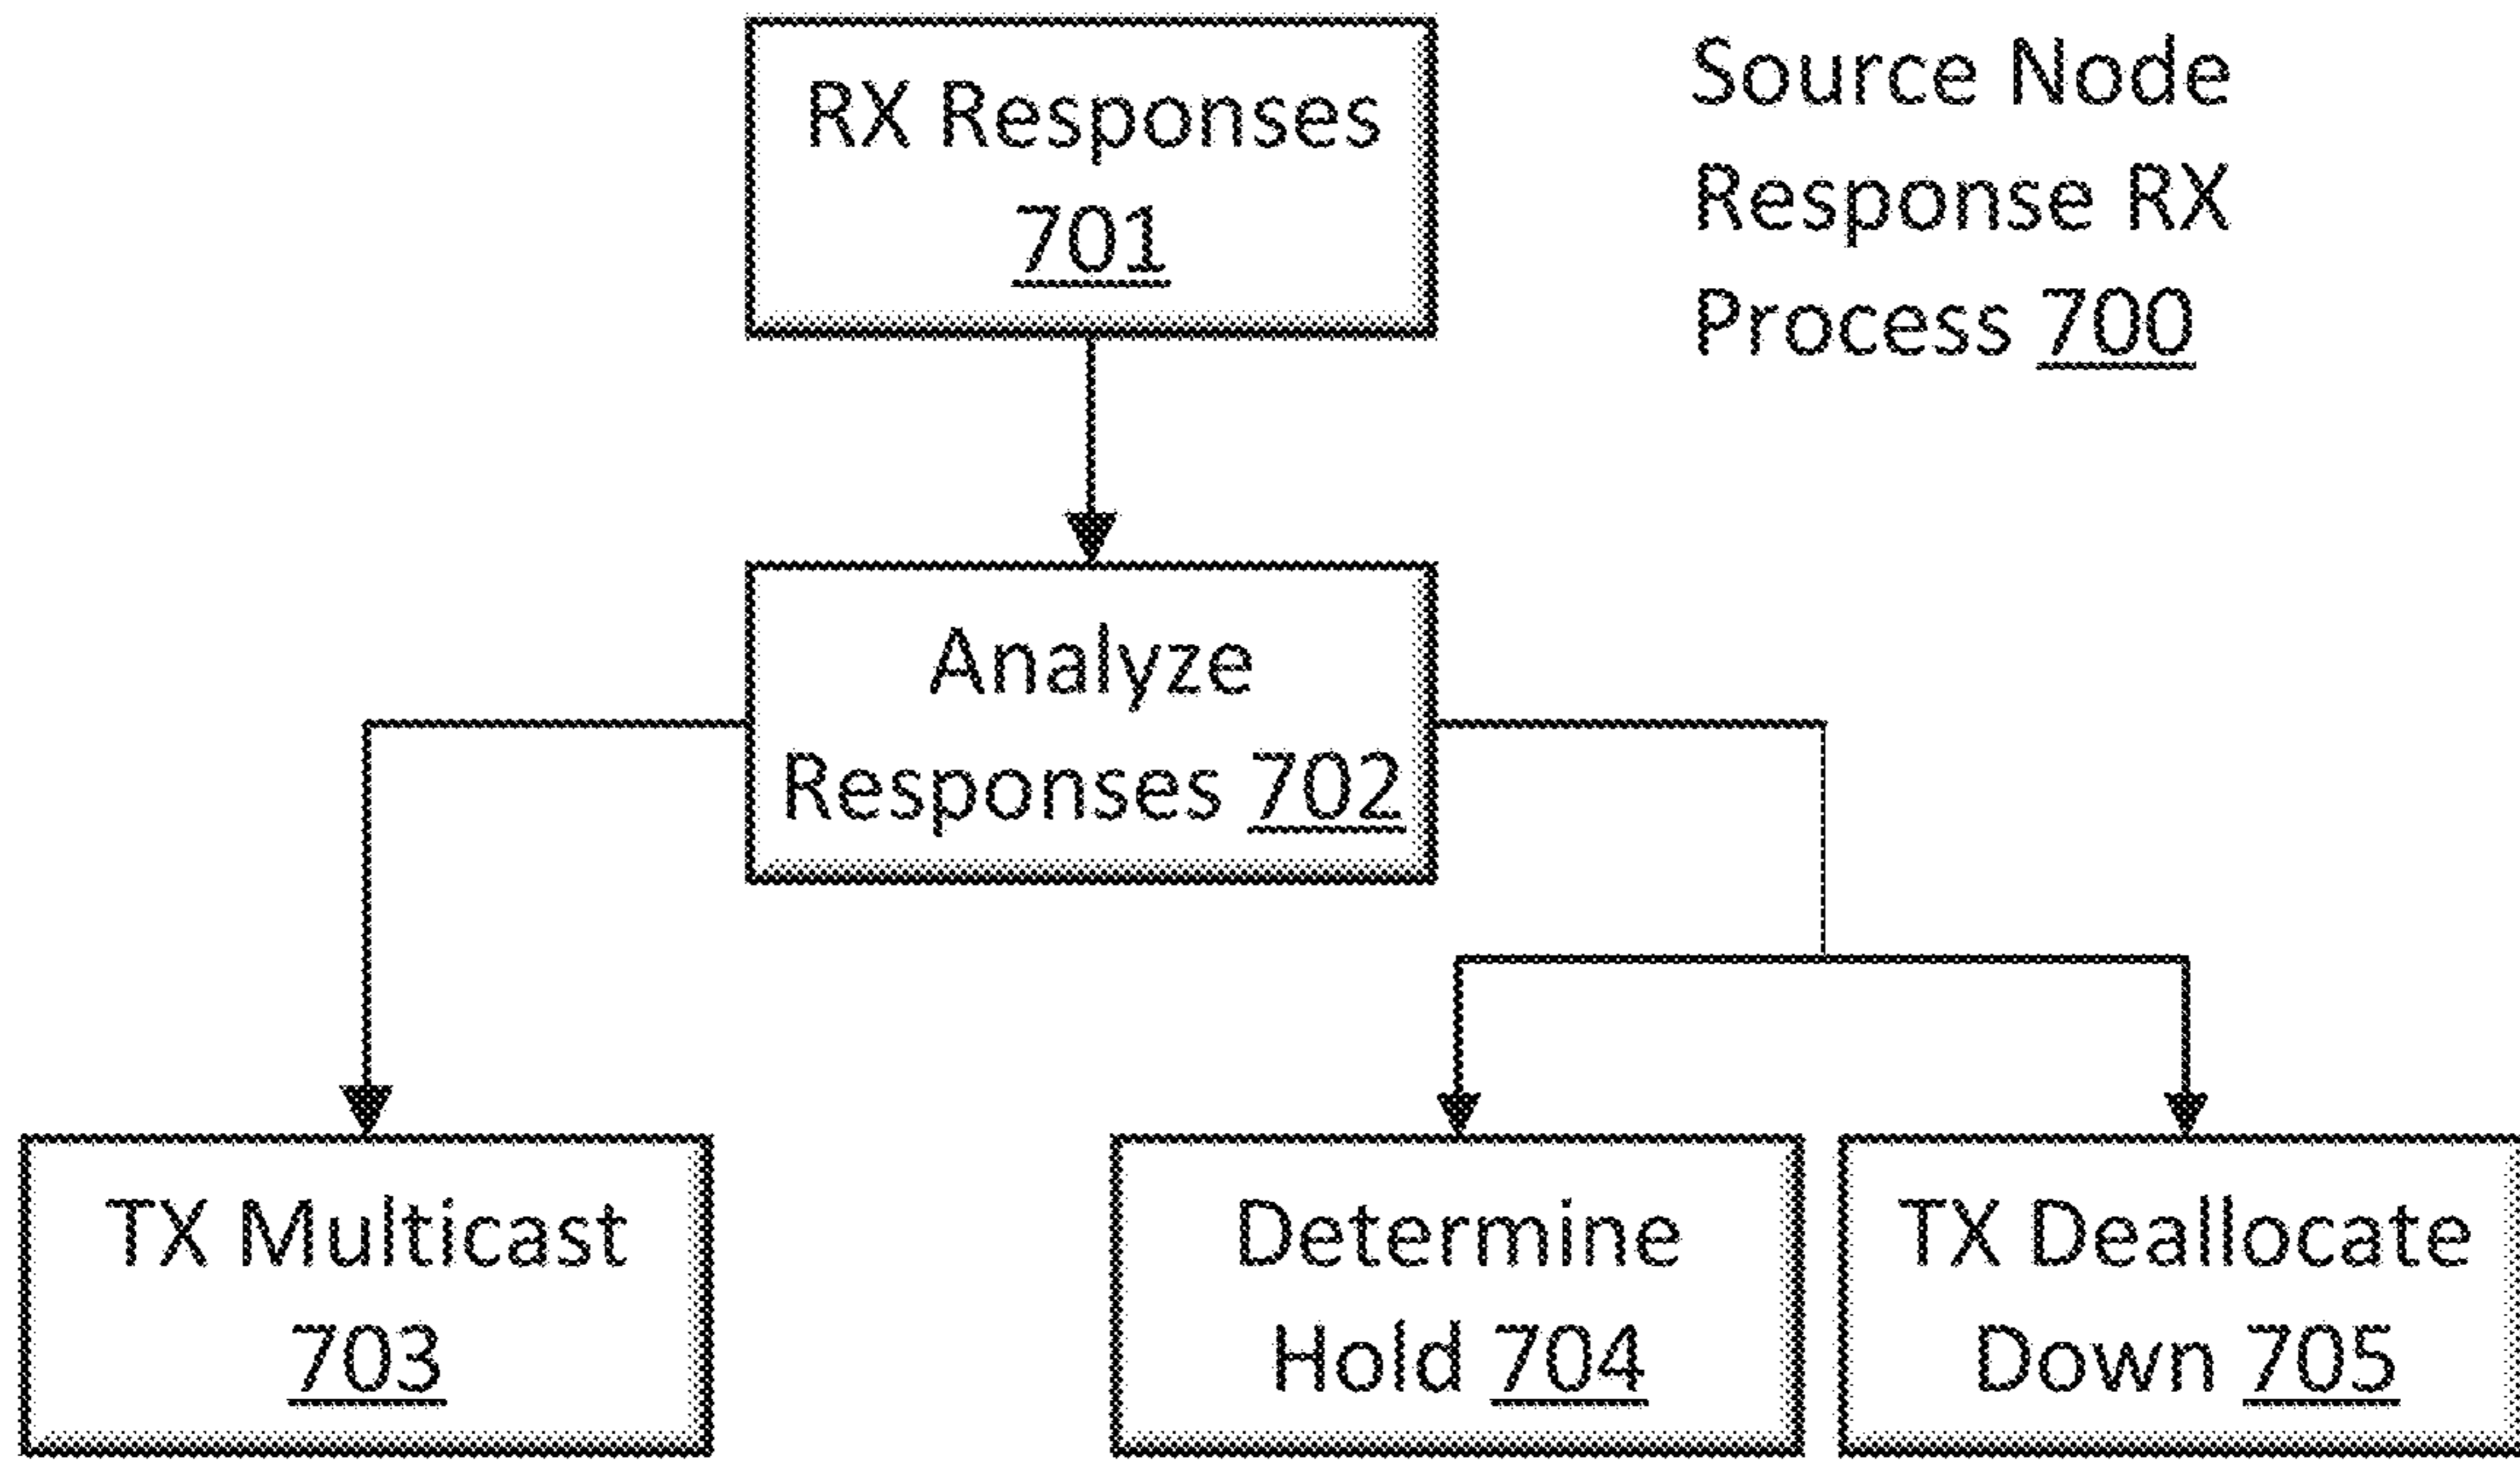 RX Responses
701
Source Node
Response RX
Process 700
Analyze
Responses 702
TX Multicast
703
Determine
Hold 704
TX Deallocate
Down 705